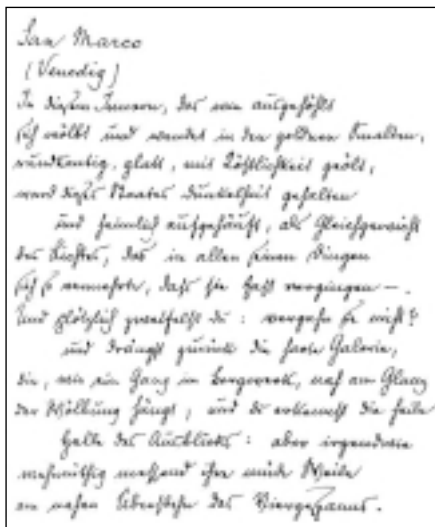 San Marco
(Venedig)
In diesem Innern, das wie ausgehöhlt
sich wölbt und wendet in den goldnen Smalten,
rundkantig, glatt, mit Köstlichkeit geölt,
ward dieses Staates Dunkelheit gehalten
und heimlich aufgehäuft, als Gleichgewicht
des Lichtes, das in allen seinen Dingen
sich so vermehrte, daß sie fast vergingen —.
Und plötzlich zweifelst du: vergehn sie nicht?
und drängst zurück die harte Galerie,
die, wie ein Gang im Bergwerk, nah am Glanz
der Wölbung hängt; und du erkennst die heile
Helle des Ausblicks: aber irgendwie
wehmüthig messend ihre müde Weile
am nahen Überstehn des Viergespanns.